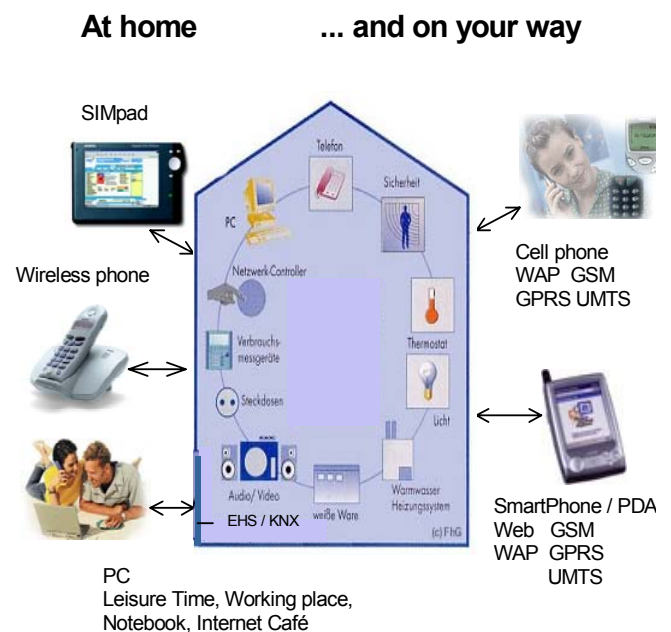 At home ... and on your way
SIMpad
Wireless phone
PC
Leisure Time, Working place,
Notebook, Internet Café
Telefon
Sicherheit
PC
Netzwerk-Controller
Verbrauchs-
messgeräte
Thermostat
Steckdosen
Licht
Audio/ Video
weiße Ware
Warmwasser
Heizungssystem
EHS / KNX
(c) FhG
Cell phone
WAP GSM
GPRS UMTS
SmartPhone / PDA
Web GSM
WAP GPRS
UMTS